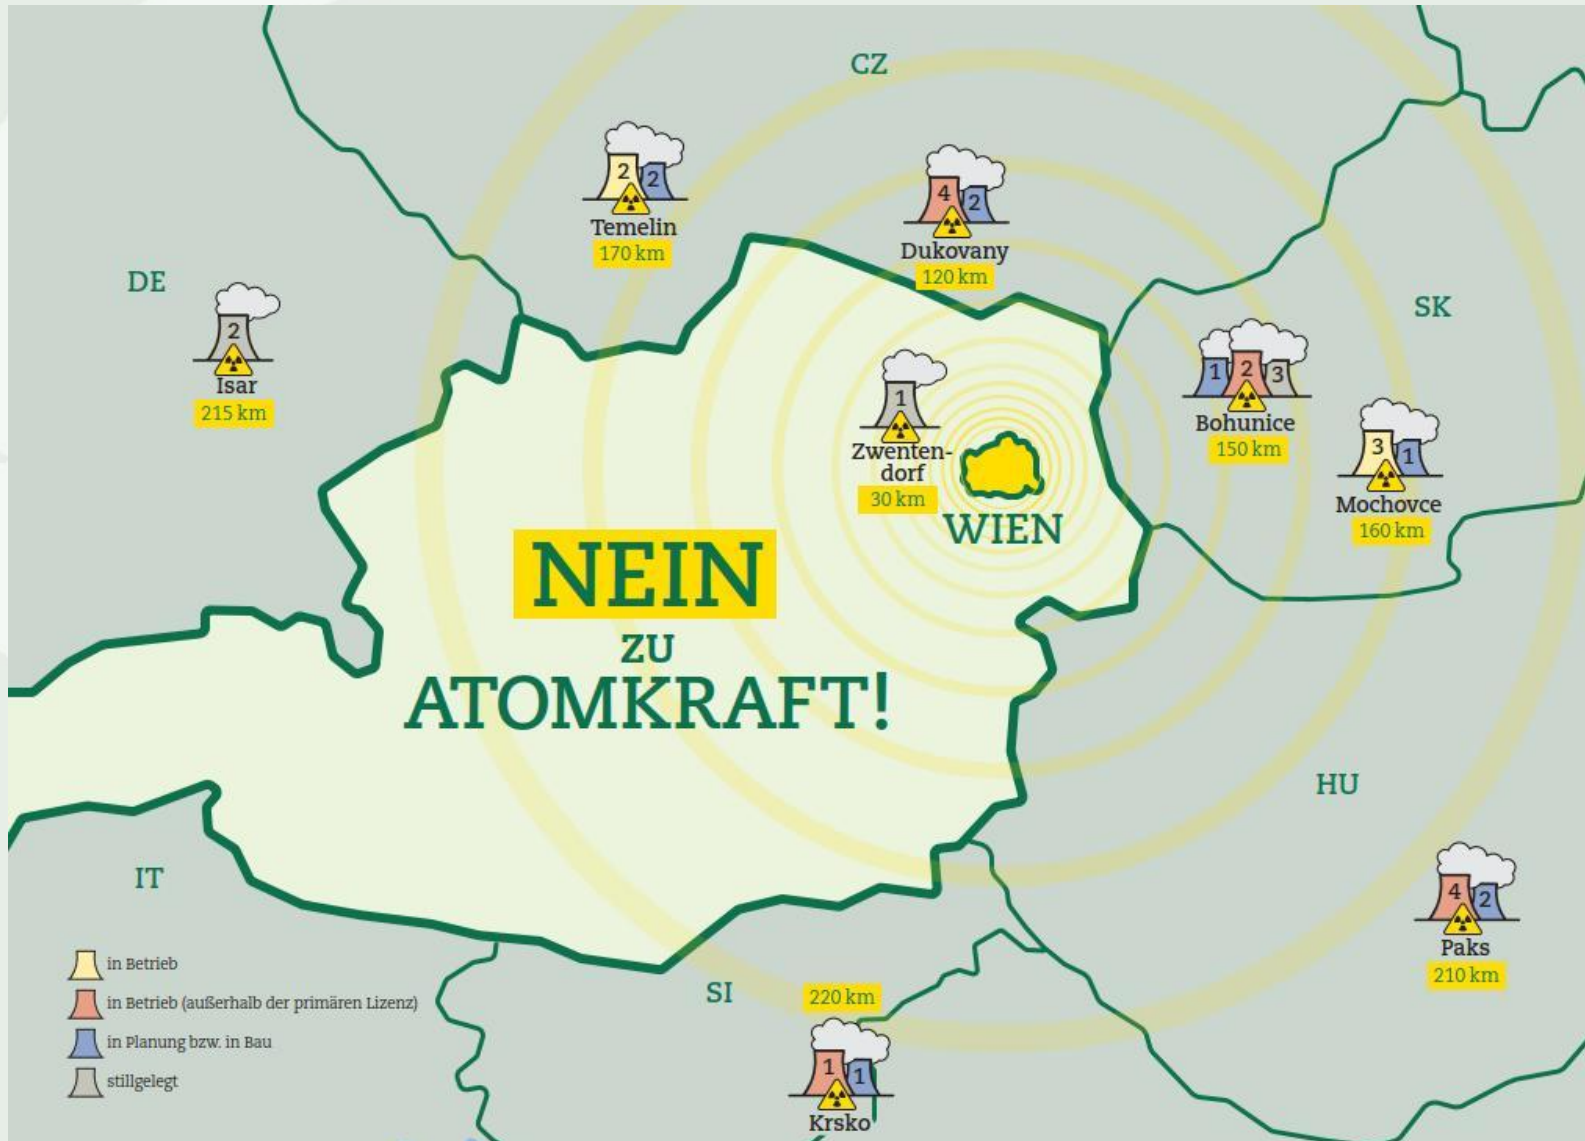 CZ
2 2
Temelin
170 km
4 2
Dukovany
120 km
DE
2
Isar
215 km
SK
1 2 3
Bohunice
150 km
1
Zwenten-
dorf
30 km
3 1
Mochovce
160 km
WIEN
NEIN
ZU
ATOMKRAFT!
HU
IT
4 2
Paks
210 km
SI
220 km
1 1
Krsko
in Betrieb
in Betrieb (außerhalb der primären Lizenz)
in Planung bzw. in Bau
stillgelegt